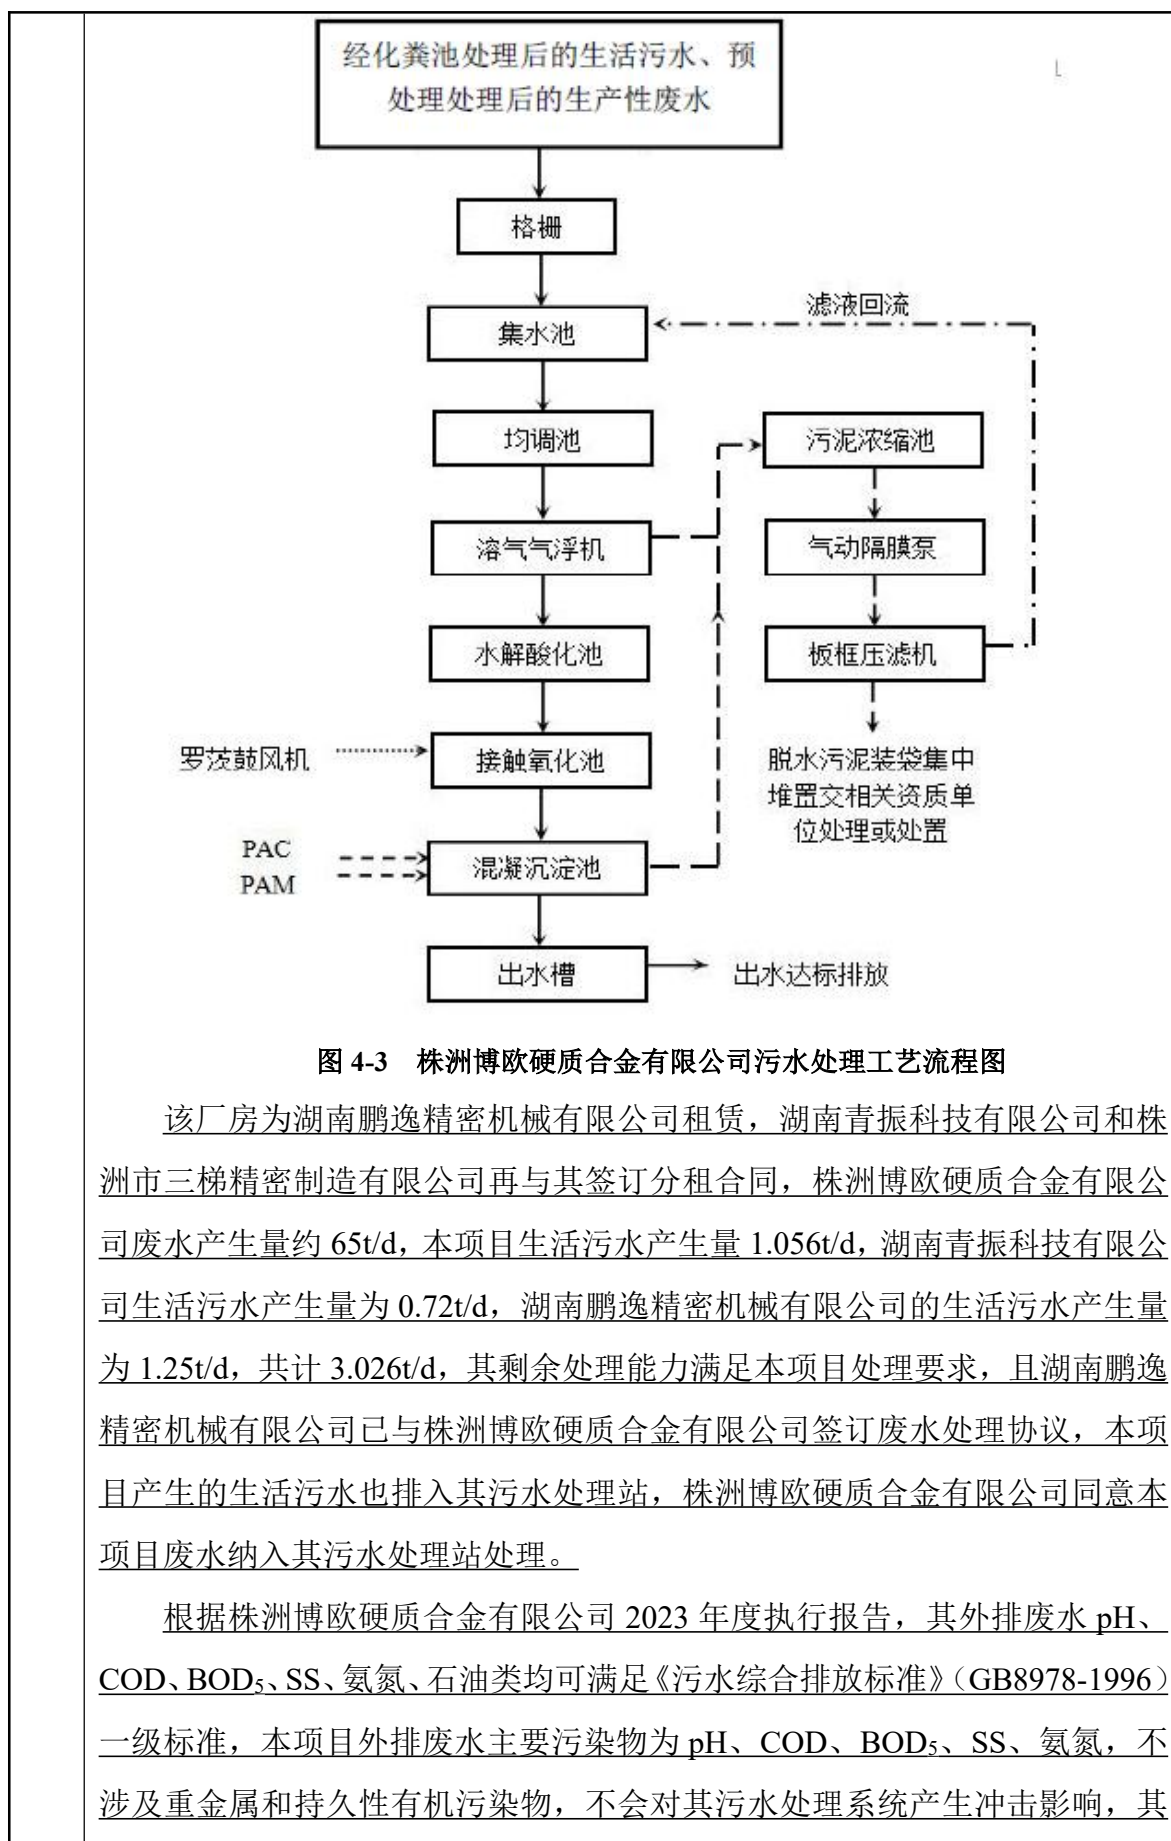 经化粪池处理后的生活污水、预
处理处理后的生产性废水
格栅
集水池
滤液回流
均调池
污泥浓缩池
溶气气浮机
气动隔膜泵
水解酸化池
板框压滤机
罗茨鼓风机
接触氧化池
脱水污泥装袋集中
堆置交相关资质单
位处理或处置
PAC
PAM
混凝沉淀池
出水槽
出水达标排放
图 4-3 株洲博欧硬质合金有限公司污水处理工艺流程图
该厂房为湖南鹏逸精密机械有限公司租赁，湖南青振科技有限公司和株
洲市三梯精密制造有限公司再与其签订分租合同，株洲博欧硬质合金有限公
司废水产生量约 65t/d，本项目生活污水产生量 1.056t/d，湖南青振科技有限公
司生活污水产生量为 0.72t/d，湖南鹏逸精密机械有限公司的生活污水产生量
为 1.25t/d，共计 3.026t/d，其剩余处理能力满足本项目处理要求，且湖南鹏逸
精密机械有限公司已与株洲博欧硬质合金有限公司签订废水处理协议，本项
目产生的生活污水也排入其污水处理站，株洲博欧硬质合金有限公司同意本
项目废水纳入其污水处理站处理。
根据株洲博欧硬质合金有限公司 2023 年度执行报告，其外排废水 pH、
COD、BOD₅、SS、氨氮、石油类均可满足《污水综合排放标准》（GB8978-1996）
一级标准，本项目外排废水主要污染物为 pH、COD、BOD₅、SS、氨氮，不
涉及重金属和持久性有机污染物，不会对其污水处理系统产生冲击影响，其